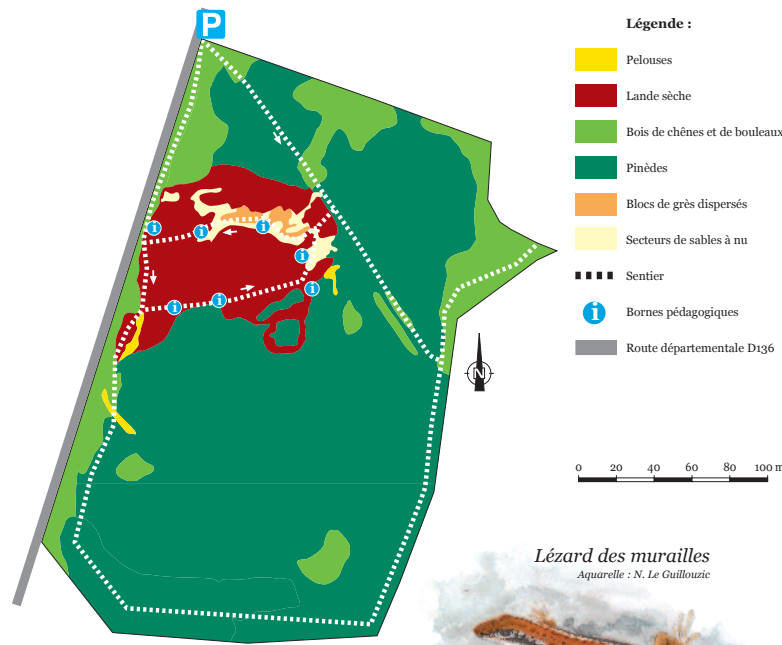 P
Légende :
Pelouses
Lande sèche
Bois de chênes et de bouleaux
Pinèdes
Blocs de grès dispersés
Secteurs de sables à nu
Sentier
i Bornes pédagogiques
Route départementale D136
i
i
i
i
i
i
i
N
0 20 40 60 80 100 m
Lézard des murailles
Aquarelle : N. Le Guillouzic